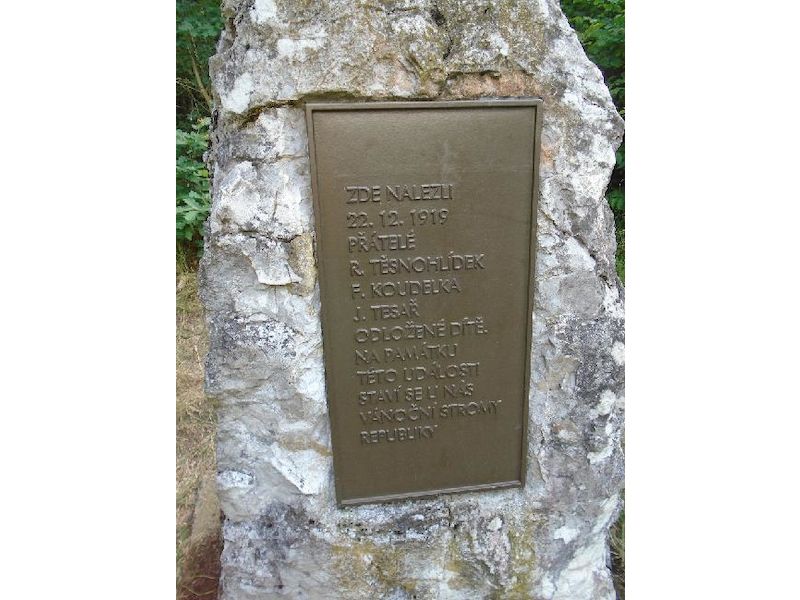 ZDE NALEZLI
22. 12. 1919
PŘÁTELÉ
R. TĚSNOHLÍDEK
F. KOUDELKA
J. TESAŘ
ODLOŽENÉ DÍTĚ.
NA PAMÁTKU
TÉTO UDÁLOSTI
STAVÍ SE U NÁS
VÁNOČNÍ STROMY
REPUBLIKY